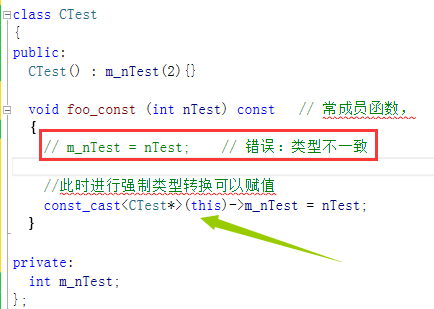 class CTest
{
public:
CTest() : m_nTest(2){}
void foo_const (int nTest) const // 常成员函数，
{
// m_nTest = nTest; // 错误：类型不一致
//此时进行强制类型转换可以赋值
const_cast<CTest*>(this)->m_nTest = nTest;
}
private:
int m_nTest;
};